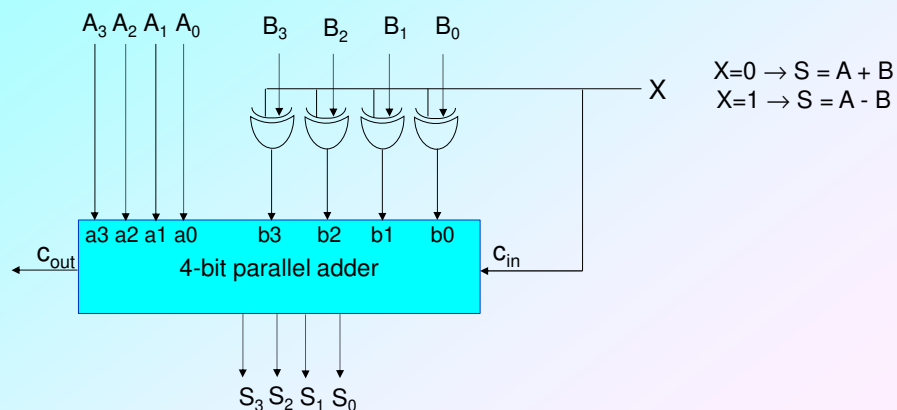 A3 A2 A1 A0 B3 B2 B1 B0
X
X=0 → S = A + B
X=1 → S = A - B
a3 a2 a1 a0 b3 b2 b1 b0
cout 4-bit parallel adder cin
S3 S2 S1 S0